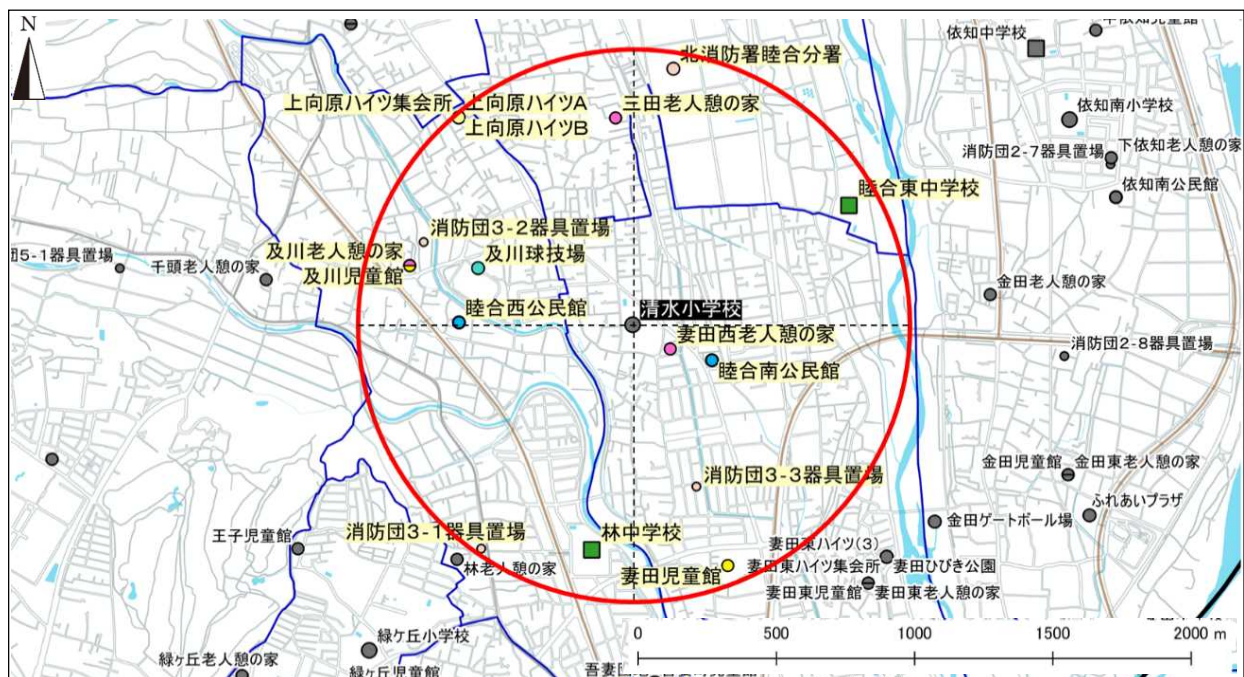 N
依知中学校
北消防署睦合分署
上向原ハイツ集会所
上向原ハイツA
上向原ハイツB
三田老人憩の家
依知南小学校
消防団2-7器具置場
下依知老人憩の家
依知南公民館
睦合東中学校
消防団3-2器具置場
及川老人憩の家
及川児童館
及川球技場
団5-1器具置場
千頭老人憩の家
金田老人憩の家
睦合西公民館
清水小学校
妻田西老人憩の家
睦合南公民館
消防団2-8器具置場
消防団3-3器具置場
金田児童館
金田東老人憩の家
ふれあいプラザ
金田ゲートボール場
王子児童館
消防団3-1器具置場
林中学校
林老人憩の家
妻田児童館
妻田東ハイツ(3)
妻田東ハイツ集会所
妻田ひびき公園
妻田東児童館
妻田東老人憩の家
緑ケ丘小学校
緑ヶ丘老人憩の家
緑ケ丘児童館
0 500 1000 1500 2000 m